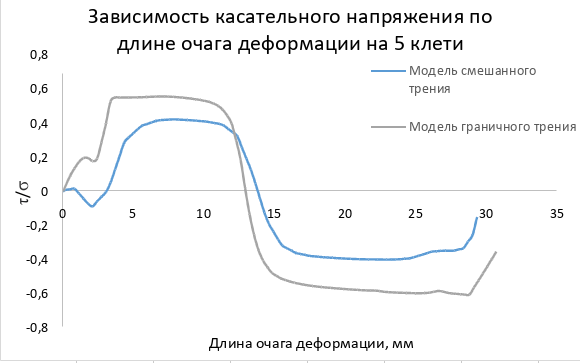 Зависимость касательного напряжения по
длине очага деформации на 5 клети
0,8
0,6
0,4
0,2
0
-0,2
-0,4
-0,6
-0,8
τ/σ
0 5 10 15 20 25 30 35
Длина очага деформации, мм
Модель смешанного
трения
Модель граничного трения